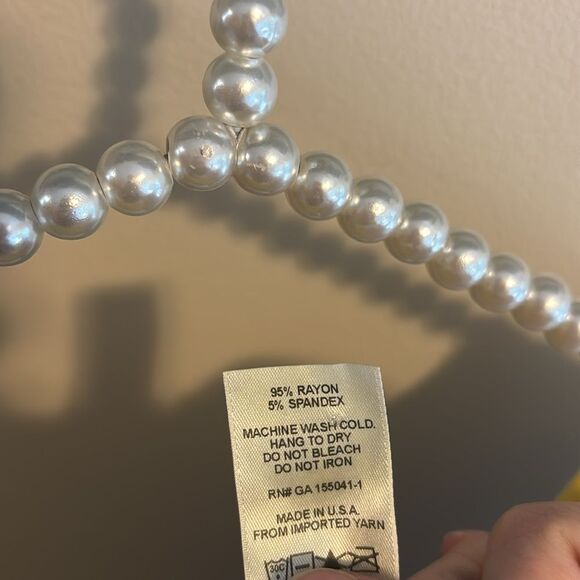 95% RAYON
5% SPANDEX
MACHINE WASH COLD.
HANG TO DRY
DO NOT BLEACH
DO NOT IRON
RN# GA 155041-1
MADE IN U.S.A.
FROM IMPORTED YARN
30C